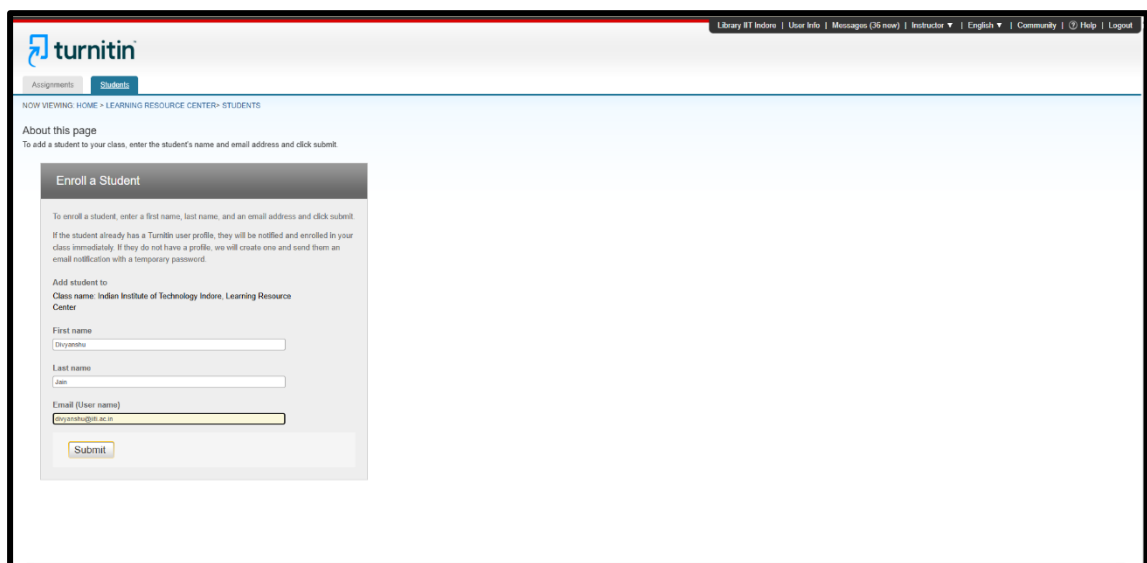 Library IIT Indore | User Info | Messages (36 new) | Instructor ▼ | English ▼ | Community | ? Help | Logout
turnitin
Assignments Students
NOW VIEWING: HOME > LEARNING RESOURCE CENTER> STUDENTS
About this page
To add a student to your class, enter the student's name and email address and click submit.
Enroll a Student
To enroll a student, enter a first name, last name, and an email address and click submit.
If the student already has a Turnitin user profile, they will be notified and enrolled in your
class immediately. If they do not have a profile, we will create one and send them an
email notification with a temporary password.
Add student to
Class name: Indian Institute of Technology Indore, Learning Resource
Center
First name
Divyanshu
Last name
Jain
Email (User name)
divyanshu@iiti.ac.in
Submit